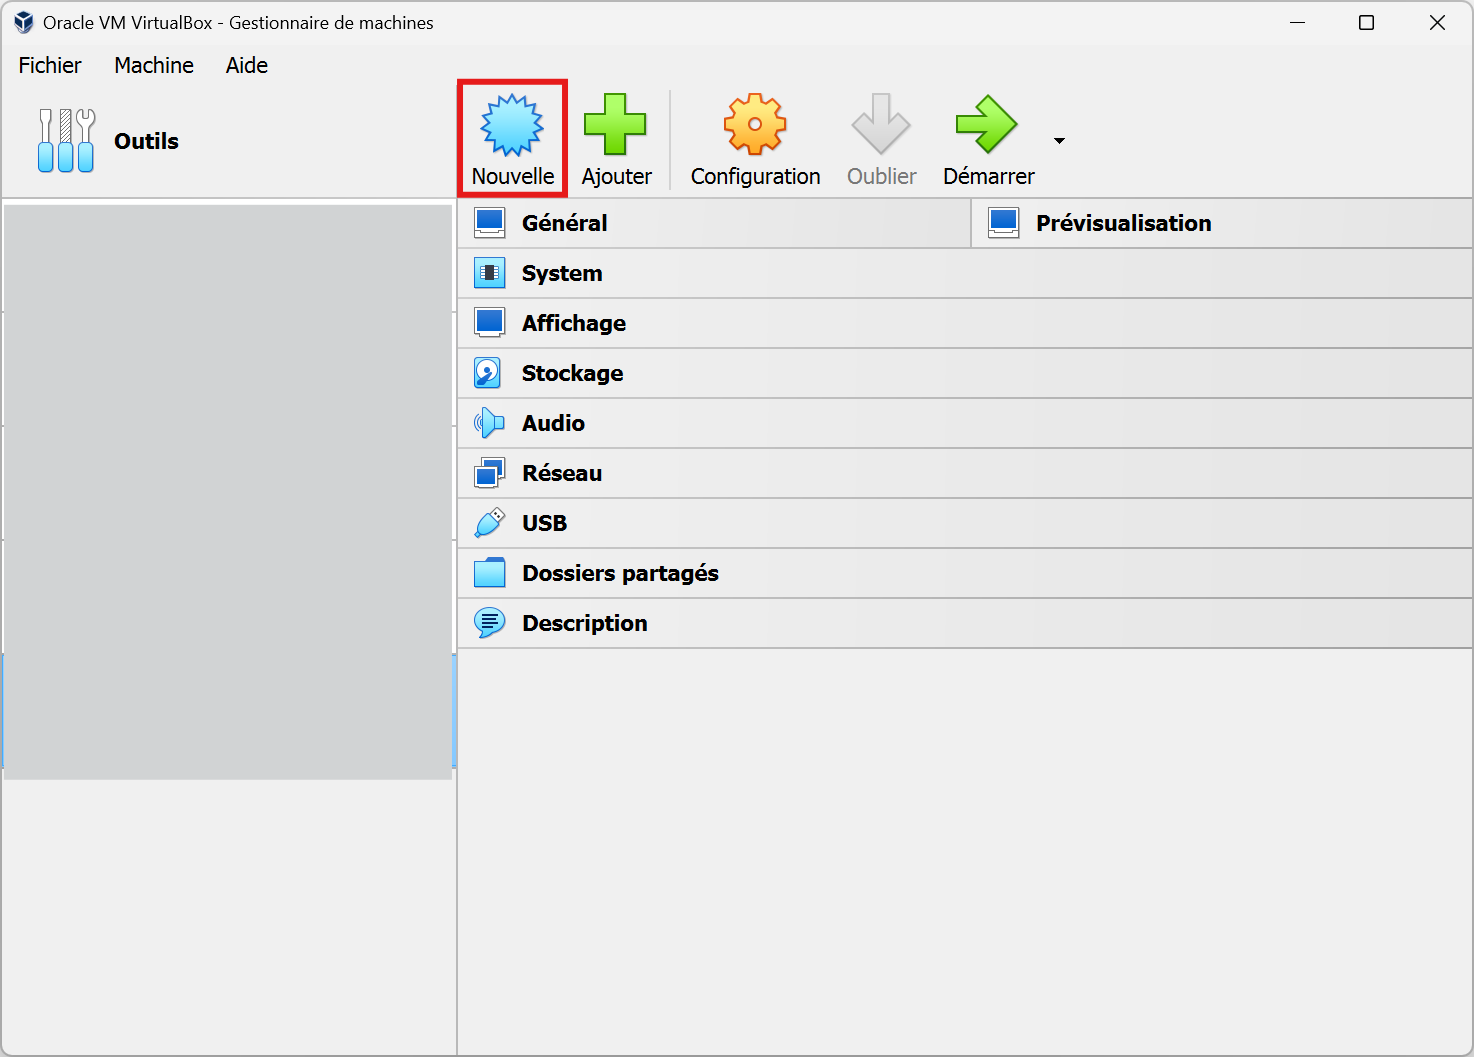 Oracle VM VirtualBox - Gestionnaire de machines
Fichier Machine Aide
Outils
Nouvelle Ajouter Configuration Oublier Démarrer
Général
Prévisualisation
System
Affichage
Stockage
Audio
Réseau
USB
Dossiers partagés
Description